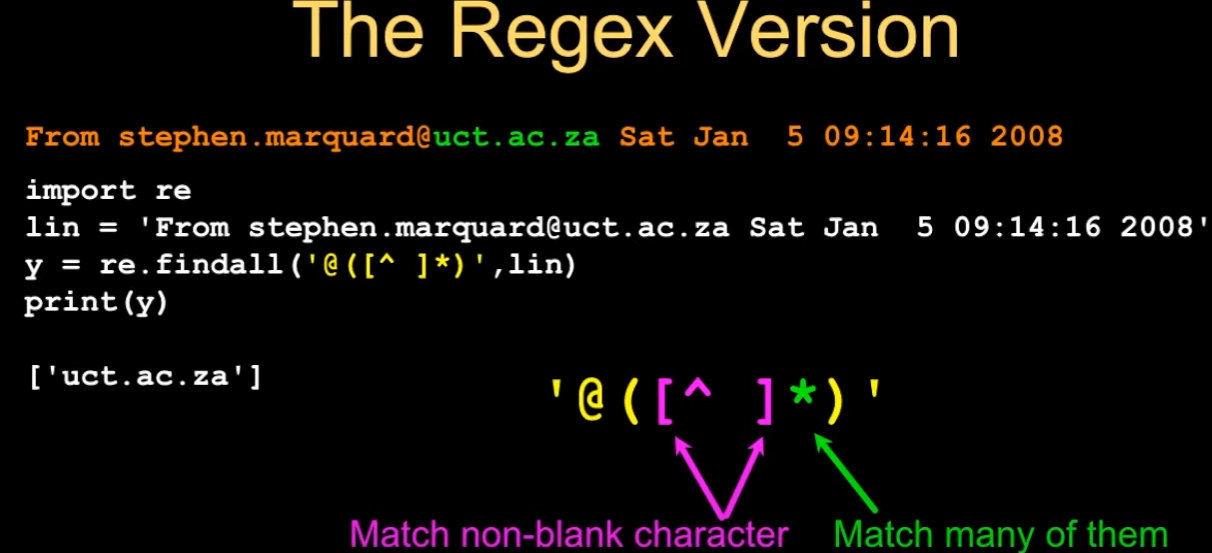 The Regex Version
From stephen.marquard@uct.ac.za Sat Jan  5 09:14:16 2008
import re
lin = 'From stephen.marquard@uct.ac.za Sat Jan  5 09:14:16 2008'
y = re.findall('@([^ ]*)',lin)
print(y)
['uct.ac.za']
'@([^ ]*)'
Match non-blank character
Match many of them